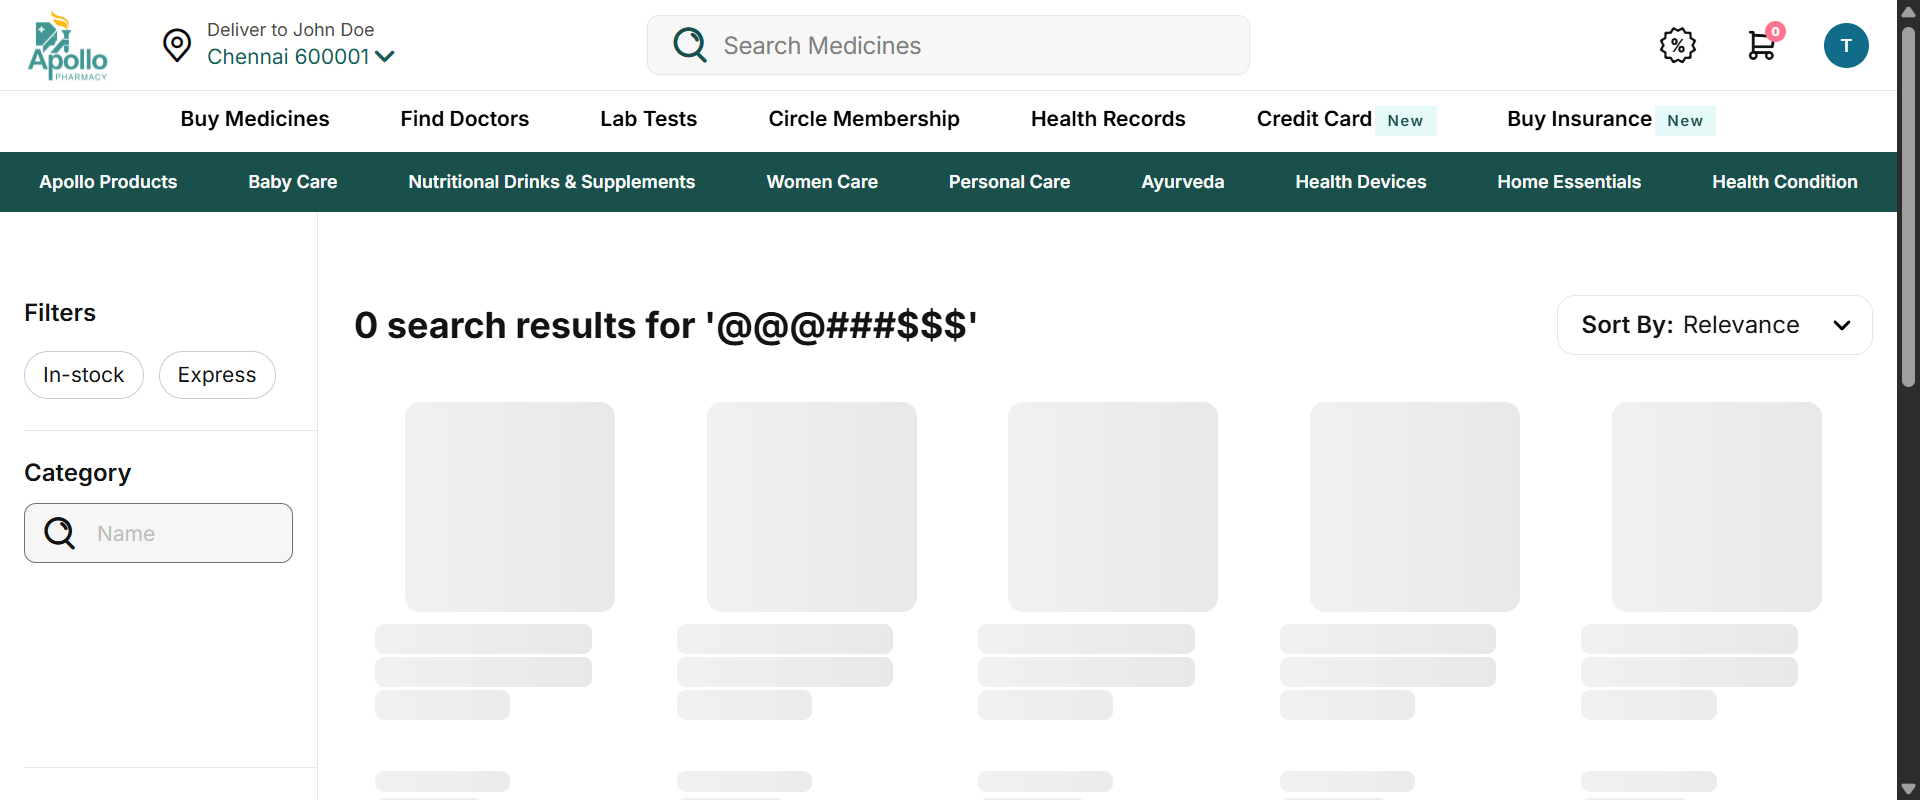 Apollo
PHARMACY
Deliver to John Doe
Chennai 600001
Search Medicines
%
0
T
Buy Medicines
Find Doctors
Lab Tests
Circle Membership
Health Records
Credit Card New
Buy Insurance New
Apollo Products
Baby Care
Nutritional Drinks & Supplements
Women Care
Personal Care
Ayurveda
Health Devices
Home Essentials
Health Condition
Filters
In-stock
Express
Category
Name
0 search results for '@@@###$$$'
Sort By: Relevance